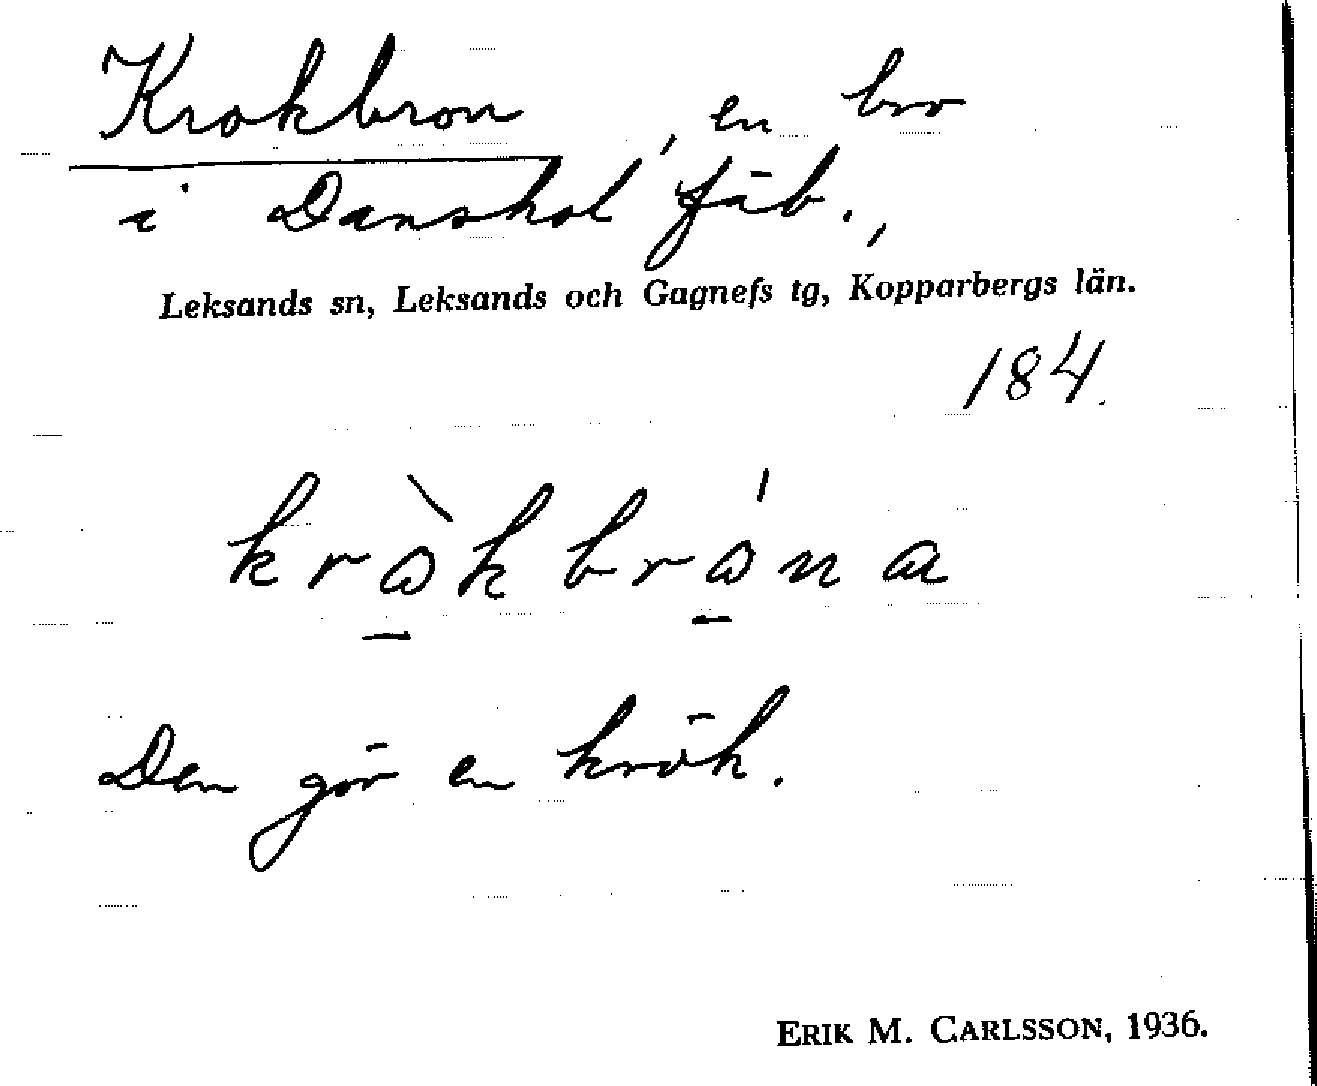 Krokbron, en bro
i Danshol fäb.,
Leksands sn, Leksands och Gagnefs tg, Kopparbergs län.
184.
kròkbróna
Den gör en krök.
ERIK M. CARLSSON, 1936.